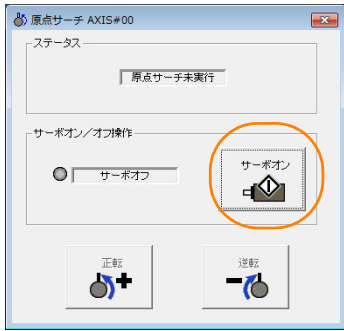 原点サーチ AXIS#00
ステータス
原点サーチ未実行
サーボオン／オフ操作
サーボオフ
サーボオン
正転
逆転